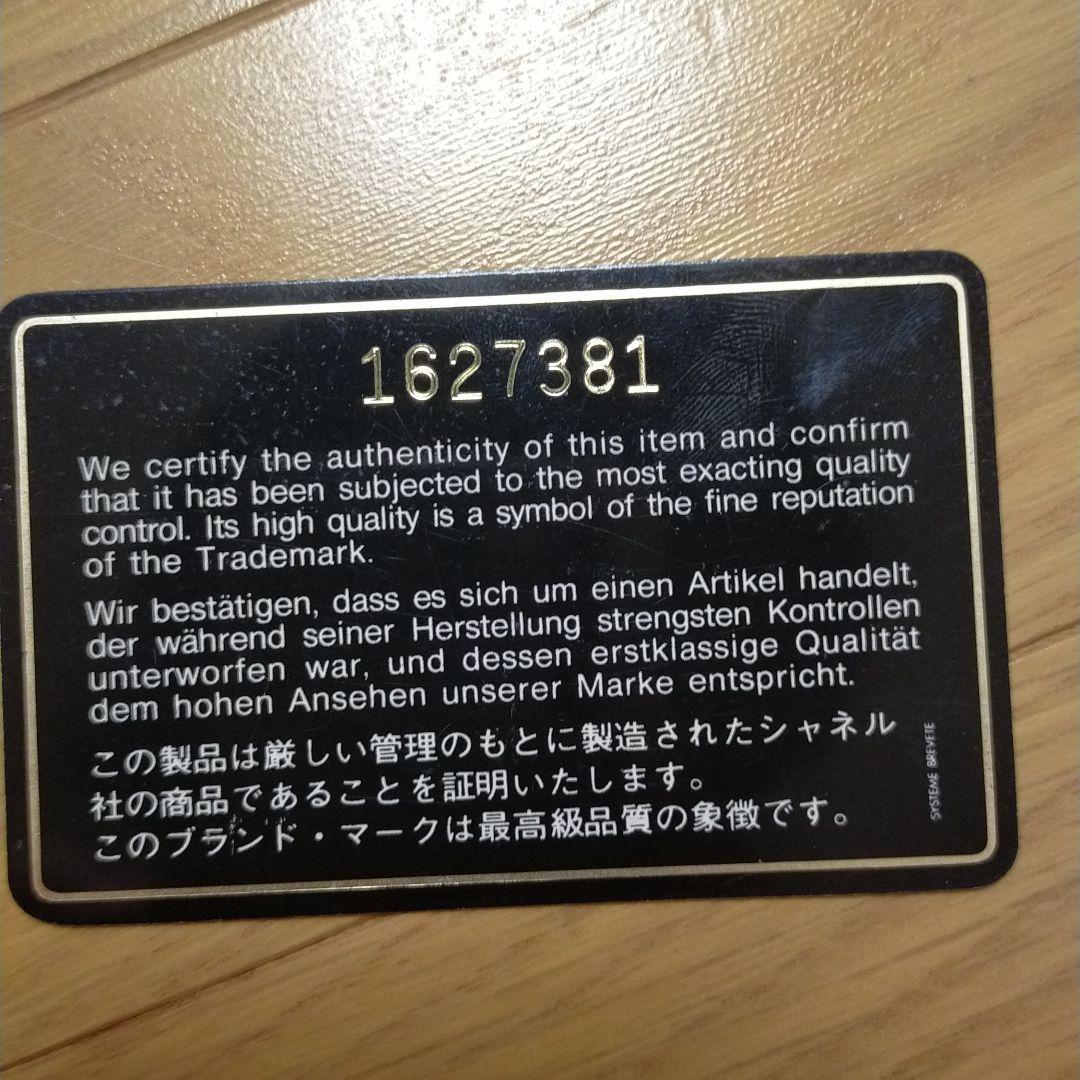 1627381
We certify the authenticity of this item and confirm
that it has been subjected to the most exacting quality
control. Its high quality is a symbol of the fine reputation
of the Trademark.
Wir bestätigen, dass es sich um einen Artikel handelt,
der während seiner Herstellung strengsten Kontrollen
unterworfen war, und dessen erstklassige Qualität
dem hohen Ansehen unserer Marke entspricht.
この製品は厳しい管理のもとに製造されたシャネル
社の商品であることを証明いたします。
このブランド・マークは最高級品質の象徴です。
SYSTEME BREVETE